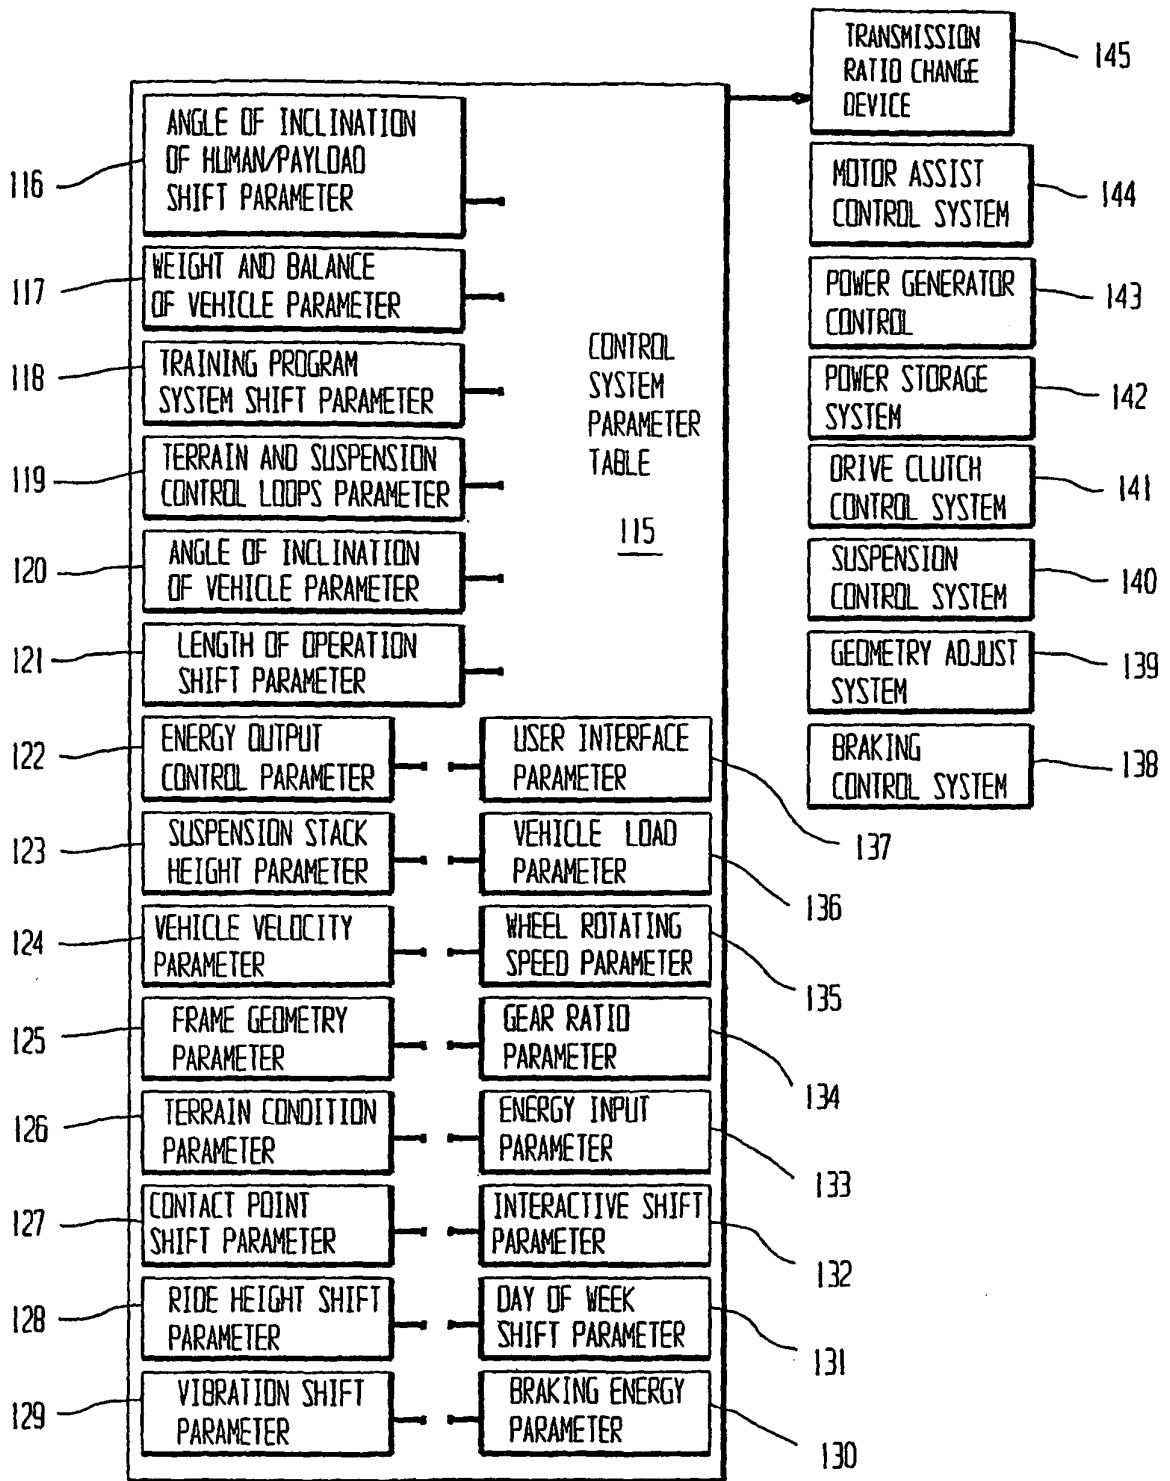 116
ANGLE OF INCLINATION
OF HUMAN/PAYLOAD
SHIFT PARAMETER
117
WEIGHT AND BALANCE
OF VEHICLE PARAMETER
118
TRAINING PROGRAM
SYSTEM SHIFT PARAMETER
119
TERRAIN AND SUSPENSION
CONTROL LOOPS PARAMETER
120
ANGLE OF INCLINATION
OF VEHICLE PARAMETER
121
LENGTH OF OPERATION
SHIFT PARAMETER
122
ENERGY OUTPUT
CONTROL PARAMETER
123
SUSPENSION STACK
HEIGHT PARAMETER
124
VEHICLE VELOCITY
PARAMETER
125
FRAME GEOMETRY
PARAMETER
126
TERRAIN CONDITION
PARAMETER
127
CONTACT POINT
SHIFT PARAMETER
128
RIDE HEIGHT SHIFT
PARAMETER
129
VIBRATION SHIFT
PARAMETER
CONTROL
SYSTEM
PARAMETER
TABLE
115
USER INTERFACE
PARAMETER
137
VEHICLE LOAD
PARAMETER
136
WHEEL ROTATING
SPEED PARAMETER
135
GEAR RATIO
PARAMETER
134
ENERGY INPUT
PARAMETER
133
INTERACTIVE SHIFT
PARAMETER
132
DAY OF WEEK
SHIFT PARAMETER
131
BRAKING ENERGY
PARAMETER
130
TRANSMISSION
RATIO CHANGE
DEVICE
145
MOTOR ASSIST
CONTROL SYSTEM
144
POWER GENERATOR
CONTROL
143
POWER STORAGE
SYSTEM
142
DRIVE CLUTCH
CONTROL SYSTEM
141
SUSPENSION
CONTROL SYSTEM
140
GEOMETRY ADJUST
SYSTEM
139
BRAKING
CONTROL SYSTEM
138